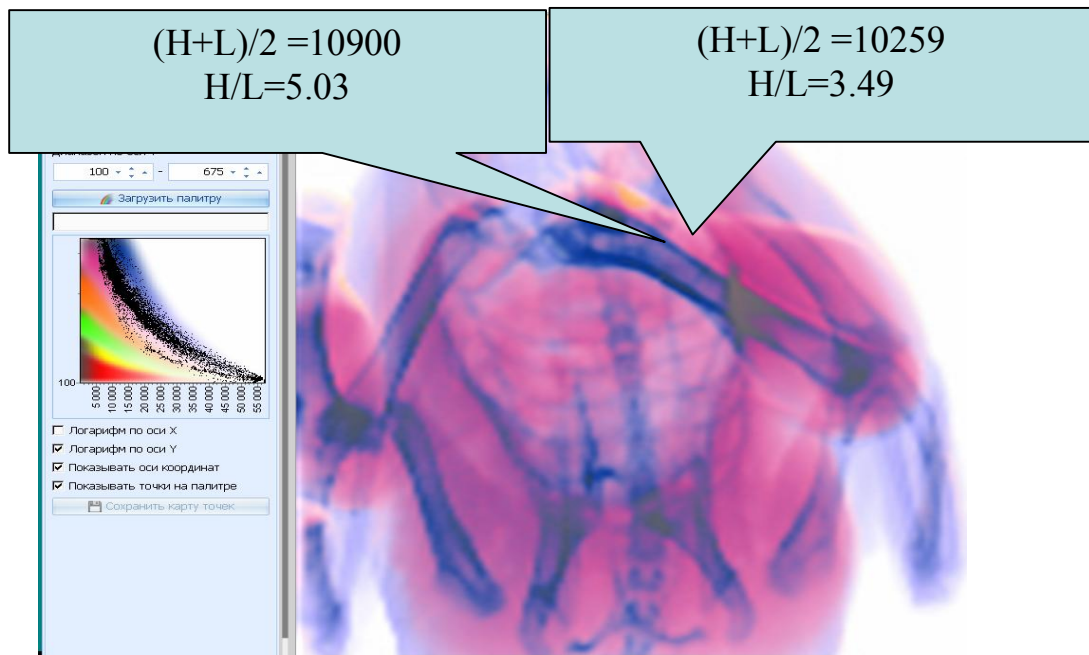 (H+L)/2 =10900
H/L=5.03
(H+L)/2 =10259
H/L=3.49
100 - 675
Загрузить палитру
100
5 000
10 000
15 000
20 000
25 000
30 000
35 000
40 000
45 000
50 000
55 000
Логарифм по оси X
Логарифм по оси Y
Показывать оси координат
Показывать точки на палитре
Сохранить карту точек